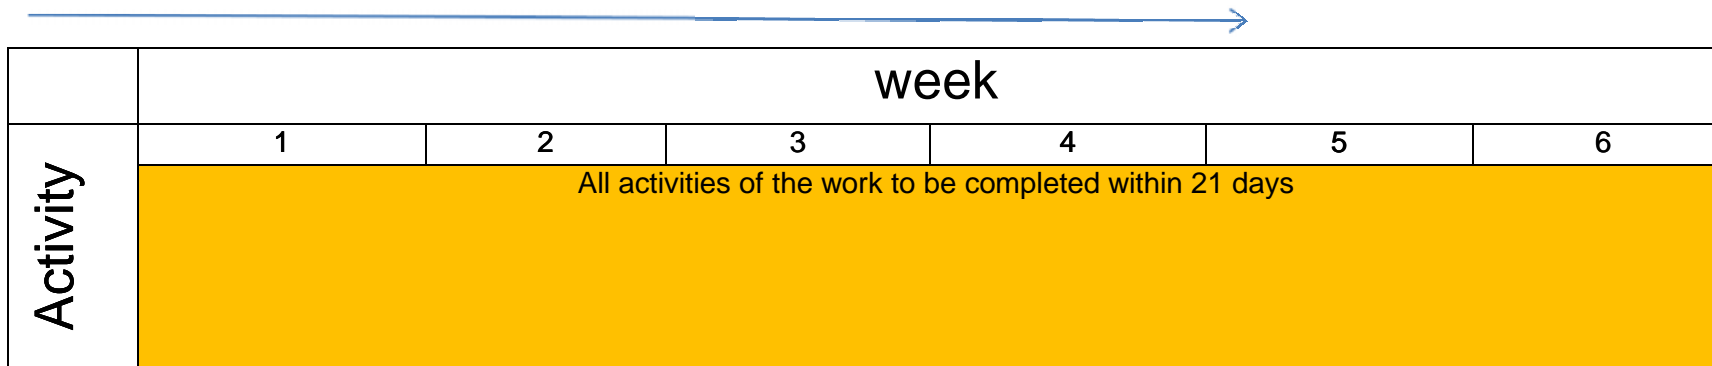 week
1 2 3 4 5 6
Activity
All activities of the work to be completed within 21 days